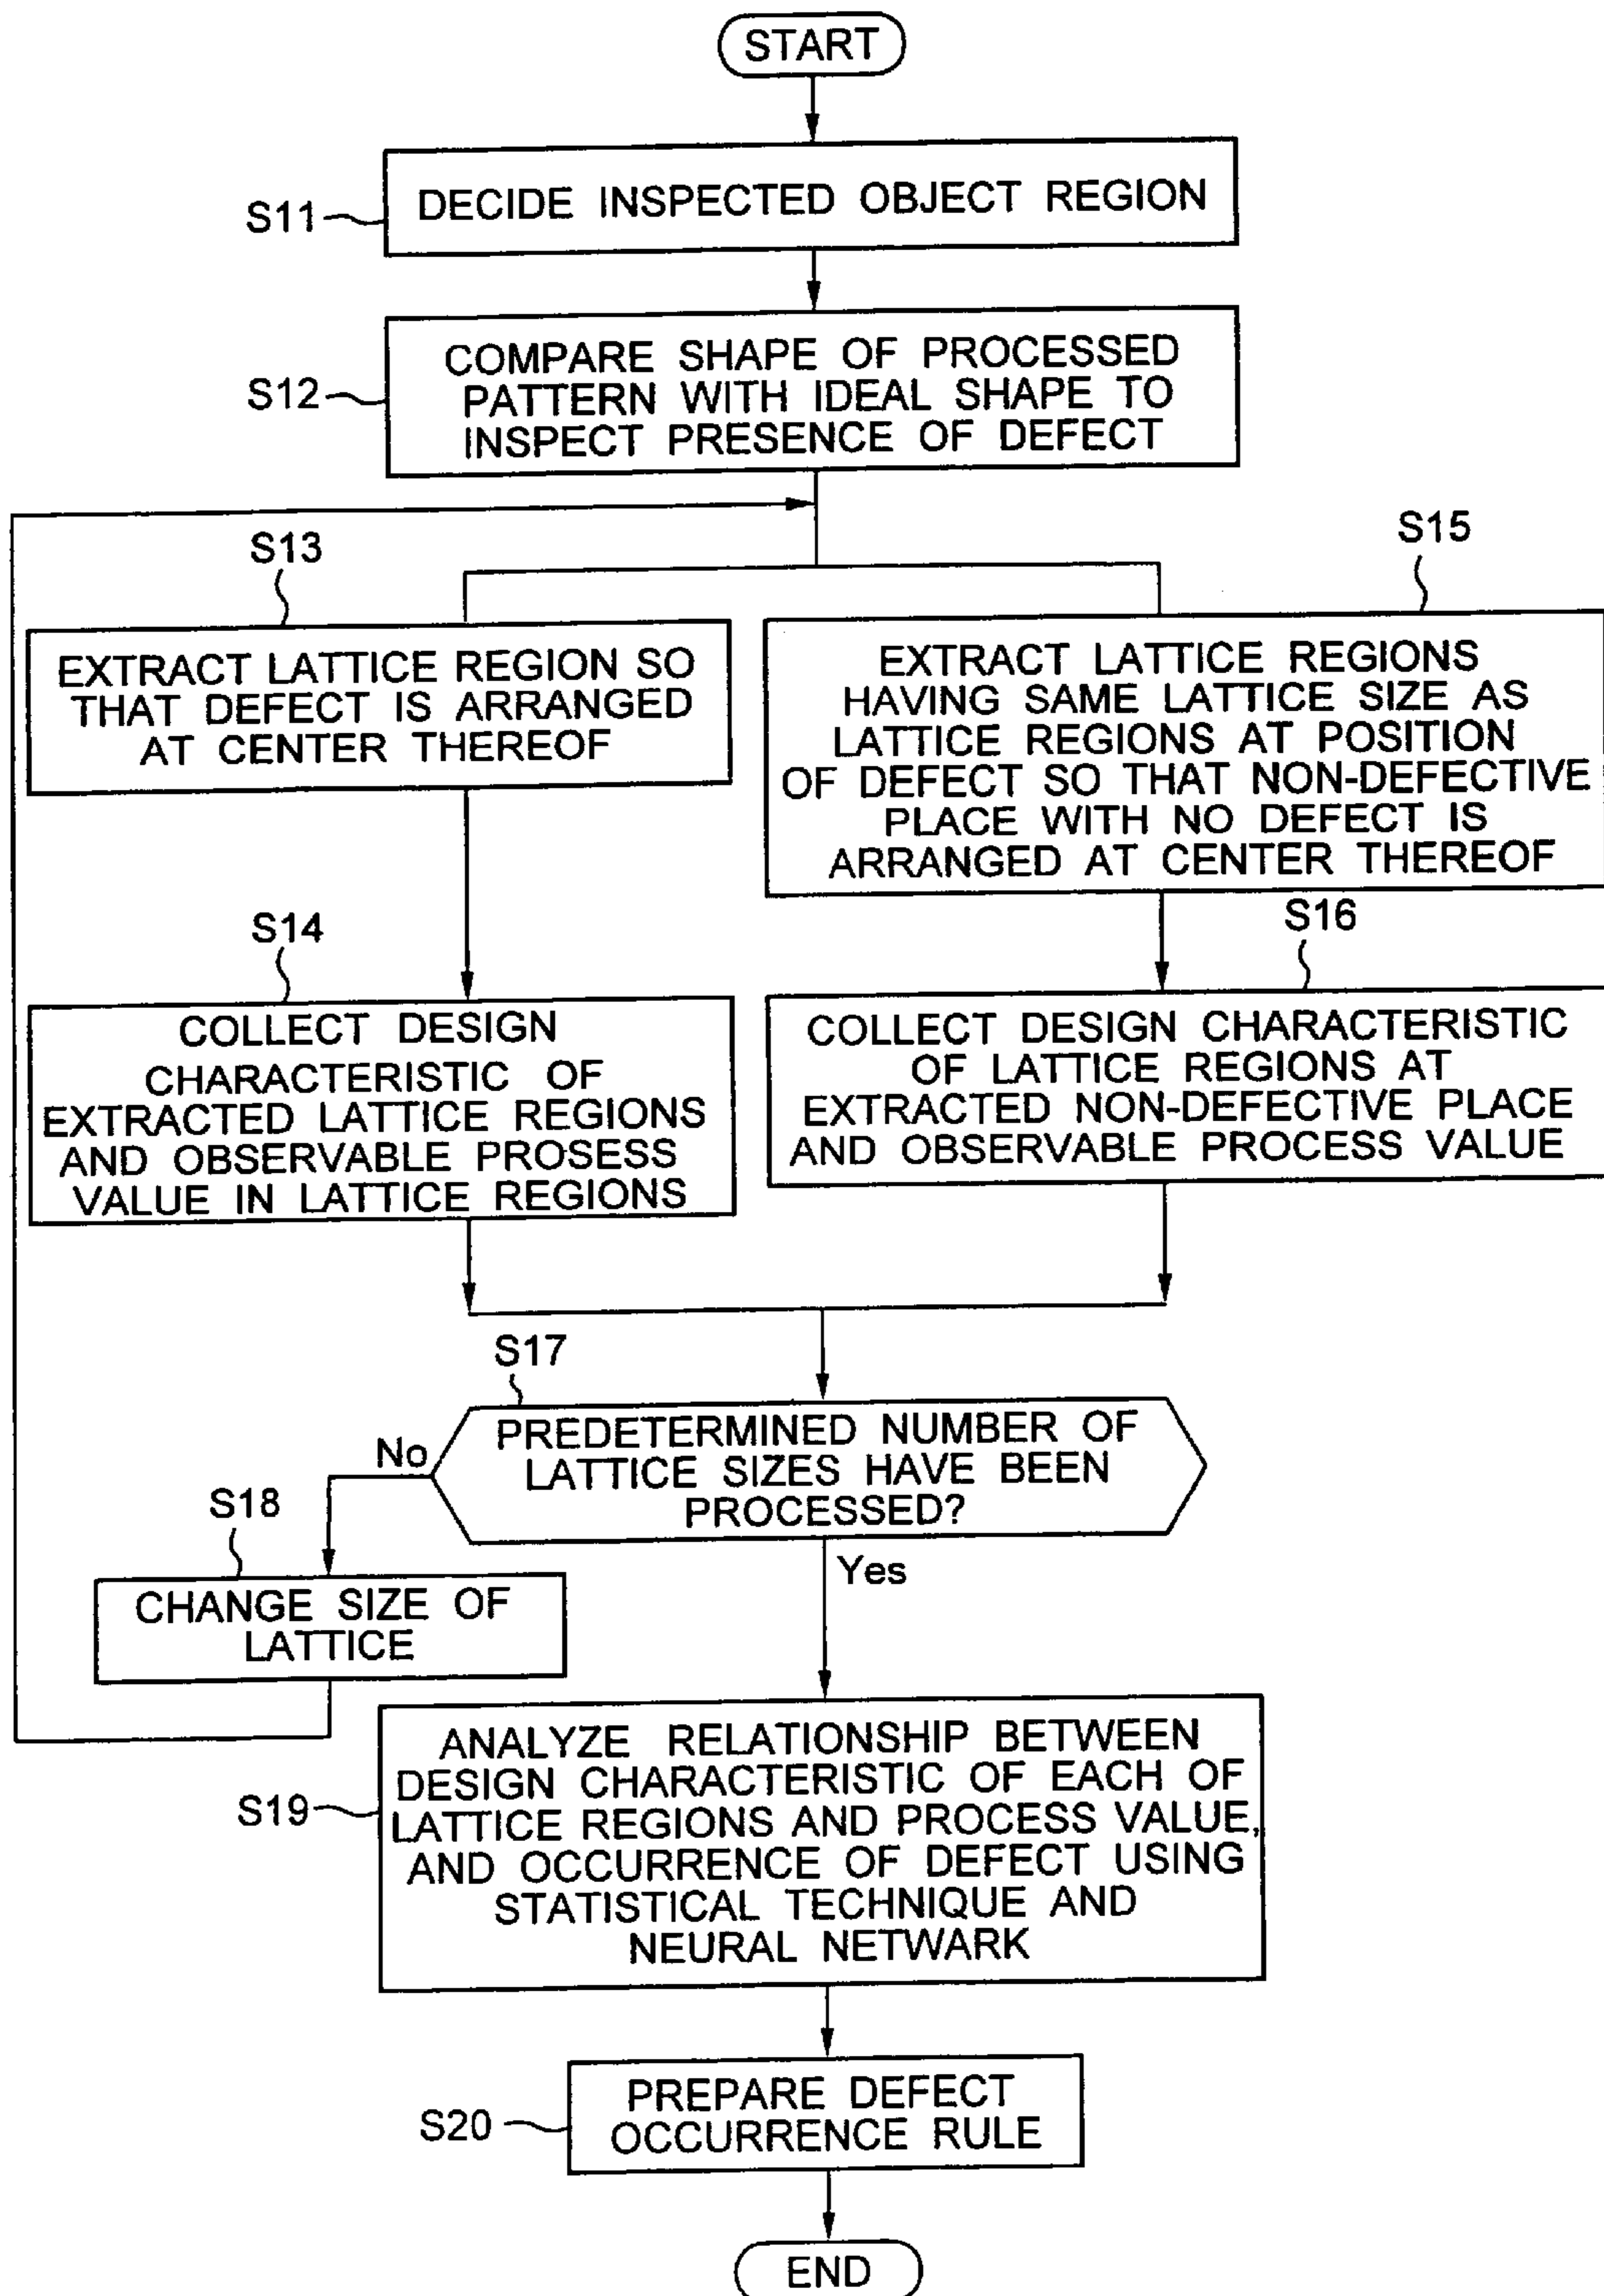 START
S11
DECIDE INSPECTED OBJECT REGION
S12
COMPARE SHAPE OF PROCESSED
PATTERN WITH IDEAL SHAPE TO
INSPECT PRESENCE OF DEFECT
S13
EXTRACT LATTICE REGION SO
THAT DEFECT IS ARRANGED
AT CENTER THEREOF
S15
EXTRACT LATTICE REGIONS
HAVING SAME LATTICE SIZE AS
LATTICE REGIONS AT POSITION
OF DEFECT SO THAT NON-DEFECTIVE
PLACE WITH NO DEFECT IS
ARRANGED AT CENTER THEREOF
S14
COLLECT DESIGN
CHARACTERISTIC OF
EXTRACTED LATTICE REGIONS
AND OBSERVABLE PROSESS
VALUE IN LATTICE REGIONS
S16
COLLECT DESIGN CHARACTERISTIC
OF LATTICE REGIONS AT
EXTRACTED NON-DEFECTIVE PLACE
AND OBSERVABLE PROCESS VALUE
S17
PREDETERMINED NUMBER OF
LATTICE SIZES HAVE BEEN
PROCESSED?
No
Yes
S18
CHANGE SIZE OF
LATTICE
S19
ANALYZE RELATIONSHIP BETWEEN
DESIGN CHARACTERISTIC OF EACH OF
LATTICE REGIONS AND PROCESS VALUE,
AND OCCURRENCE OF DEFECT USING
STATISTICAL TECHNIQUE AND
NEURAL NETWARK
S20
PREPARE DEFECT
OCCURRENCE RULE
END